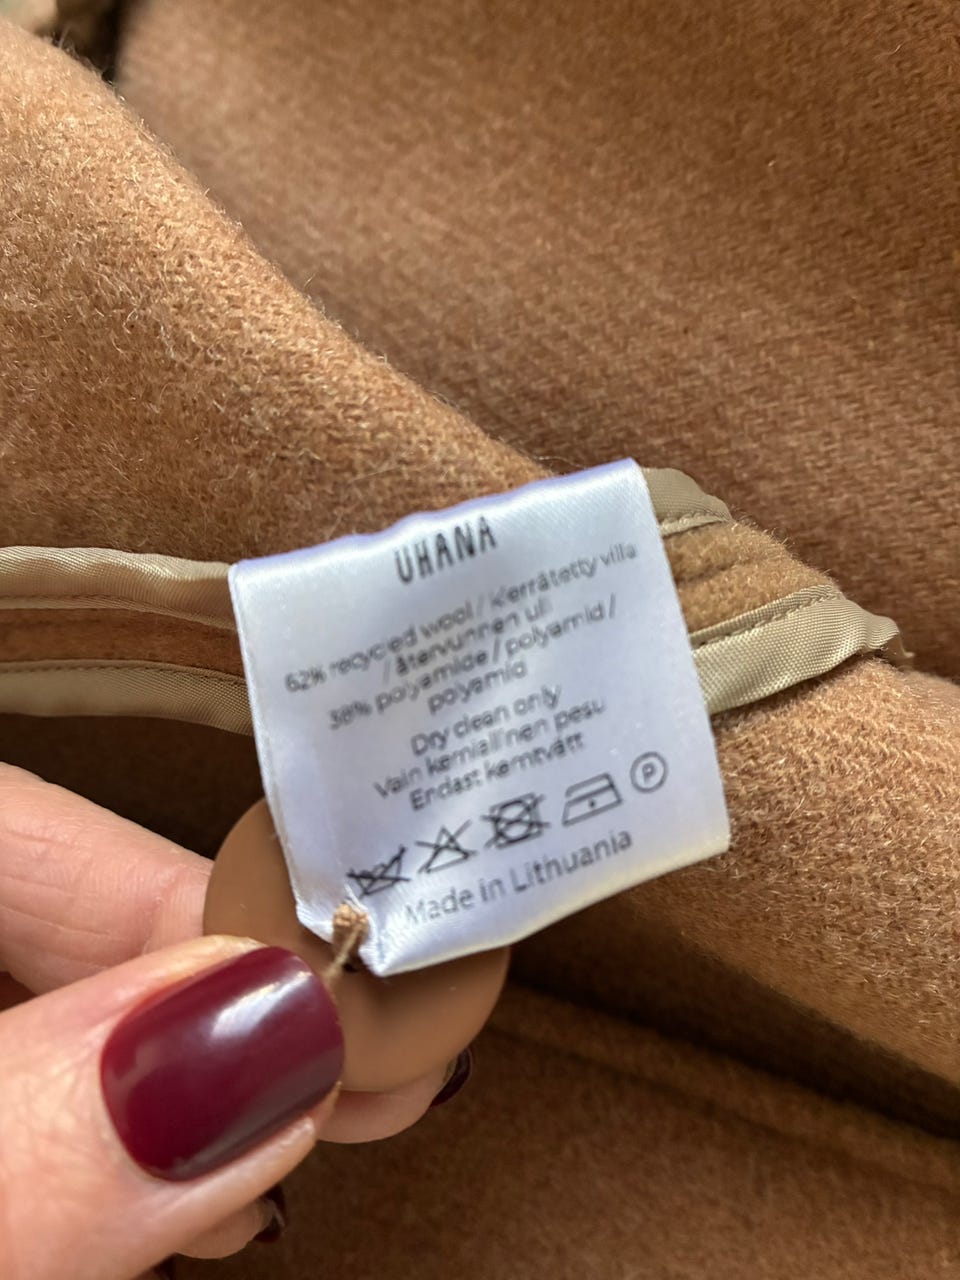 UHANA
62% recycled wool / kierrätetty villa
/ återvunnen ull
38% polyamide / polyamid /
polyamid
Dry clean only
Vain kemiallinen pesu
Endast kemtvätt
P
Made in Lithuania